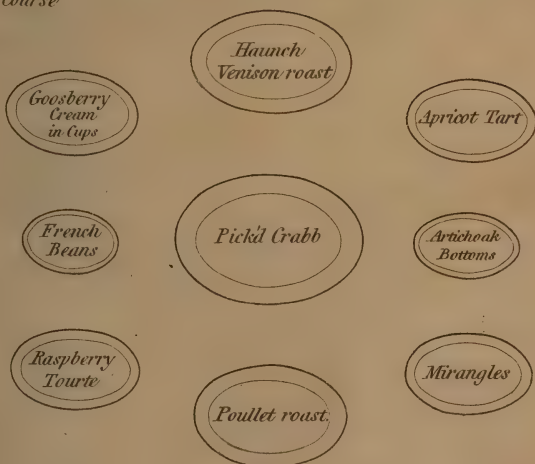 course
Haunch
Venison roast
Goosberry
Cream
in Cups
Apricot Tart
French
Beans
Pick'd Crabb
Artichoak
Bottoms
Raspberry
Tourte
Mirangles
Poullet roast.